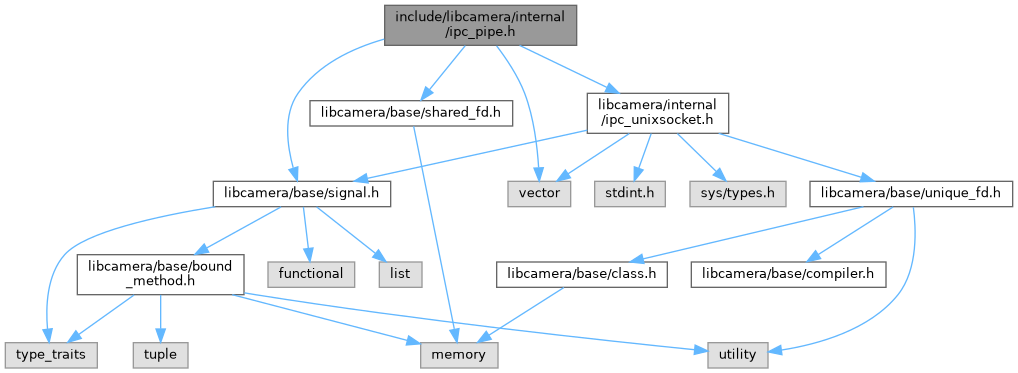 include/libcamera/internal
/ipc_pipe.h
libcamera/internal
/ipc_unixsocket.h
libcamera/base/shared_fd.h
libcamera/base/signal.h
vector
stdint.h
sys/types.h
libcamera/base/unique_fd.h
libcamera/base/bound
_method.h
functional
list
libcamera/base/class.h
libcamera/base/compiler.h
type_traits
tuple
memory
utility